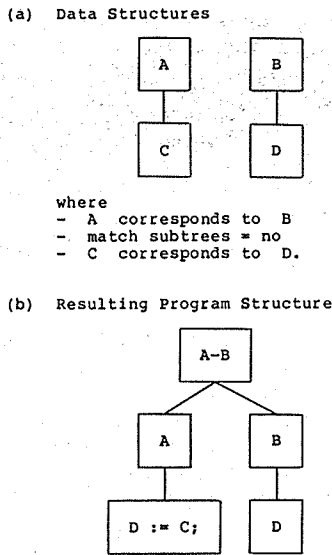 (a) Data Structures
A B
C D
where
- A corresponds to B
- match subtrees = no
- C corresponds to D.
(b) Resulting Program Structure
A-B
A B
D := C; D